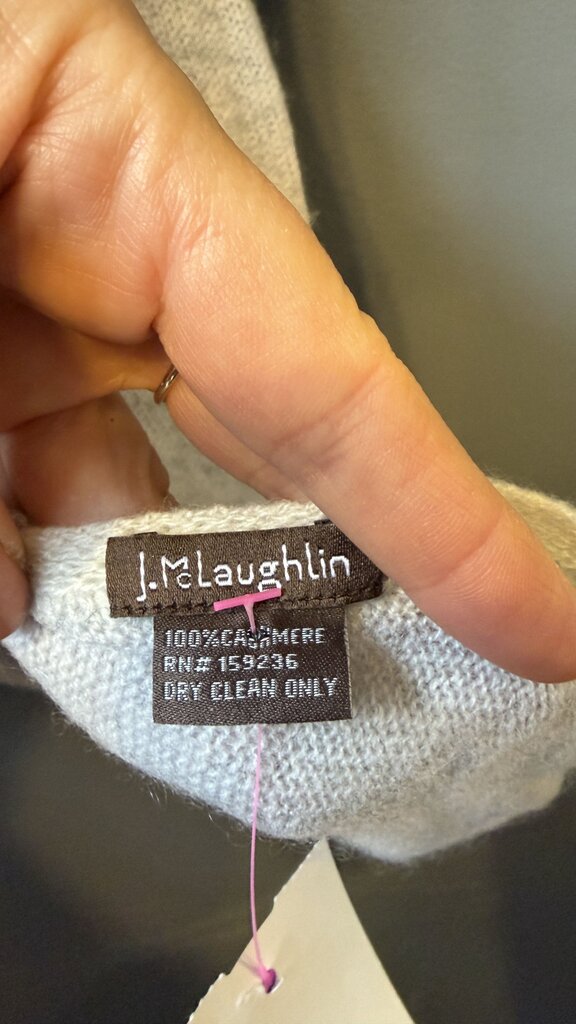 J.McLaughlin
100%CASHMERE
RN# 159236
DRY CLEAN ONLY